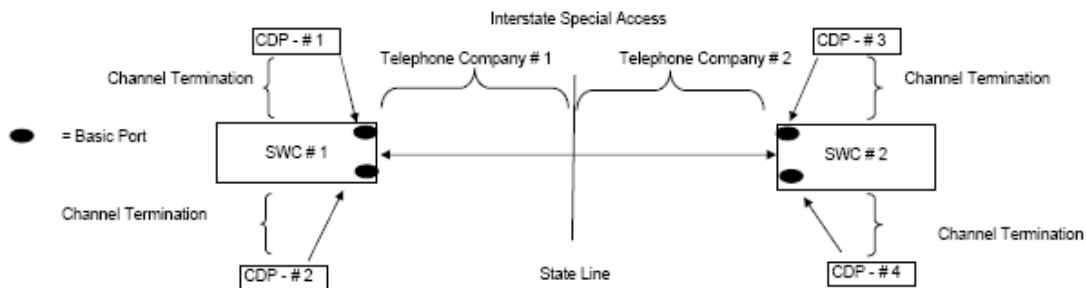 Interstate Special Access
CDP - # 1
CDP - # 3
Telephone Company # 1
Telephone Company # 2
Channel Termination
Channel Termination
= Basic Port
SWC # 1
SWC # 2
Channel Termination
Channel Termination
CDP - # 2
State Line
CDP - # 4